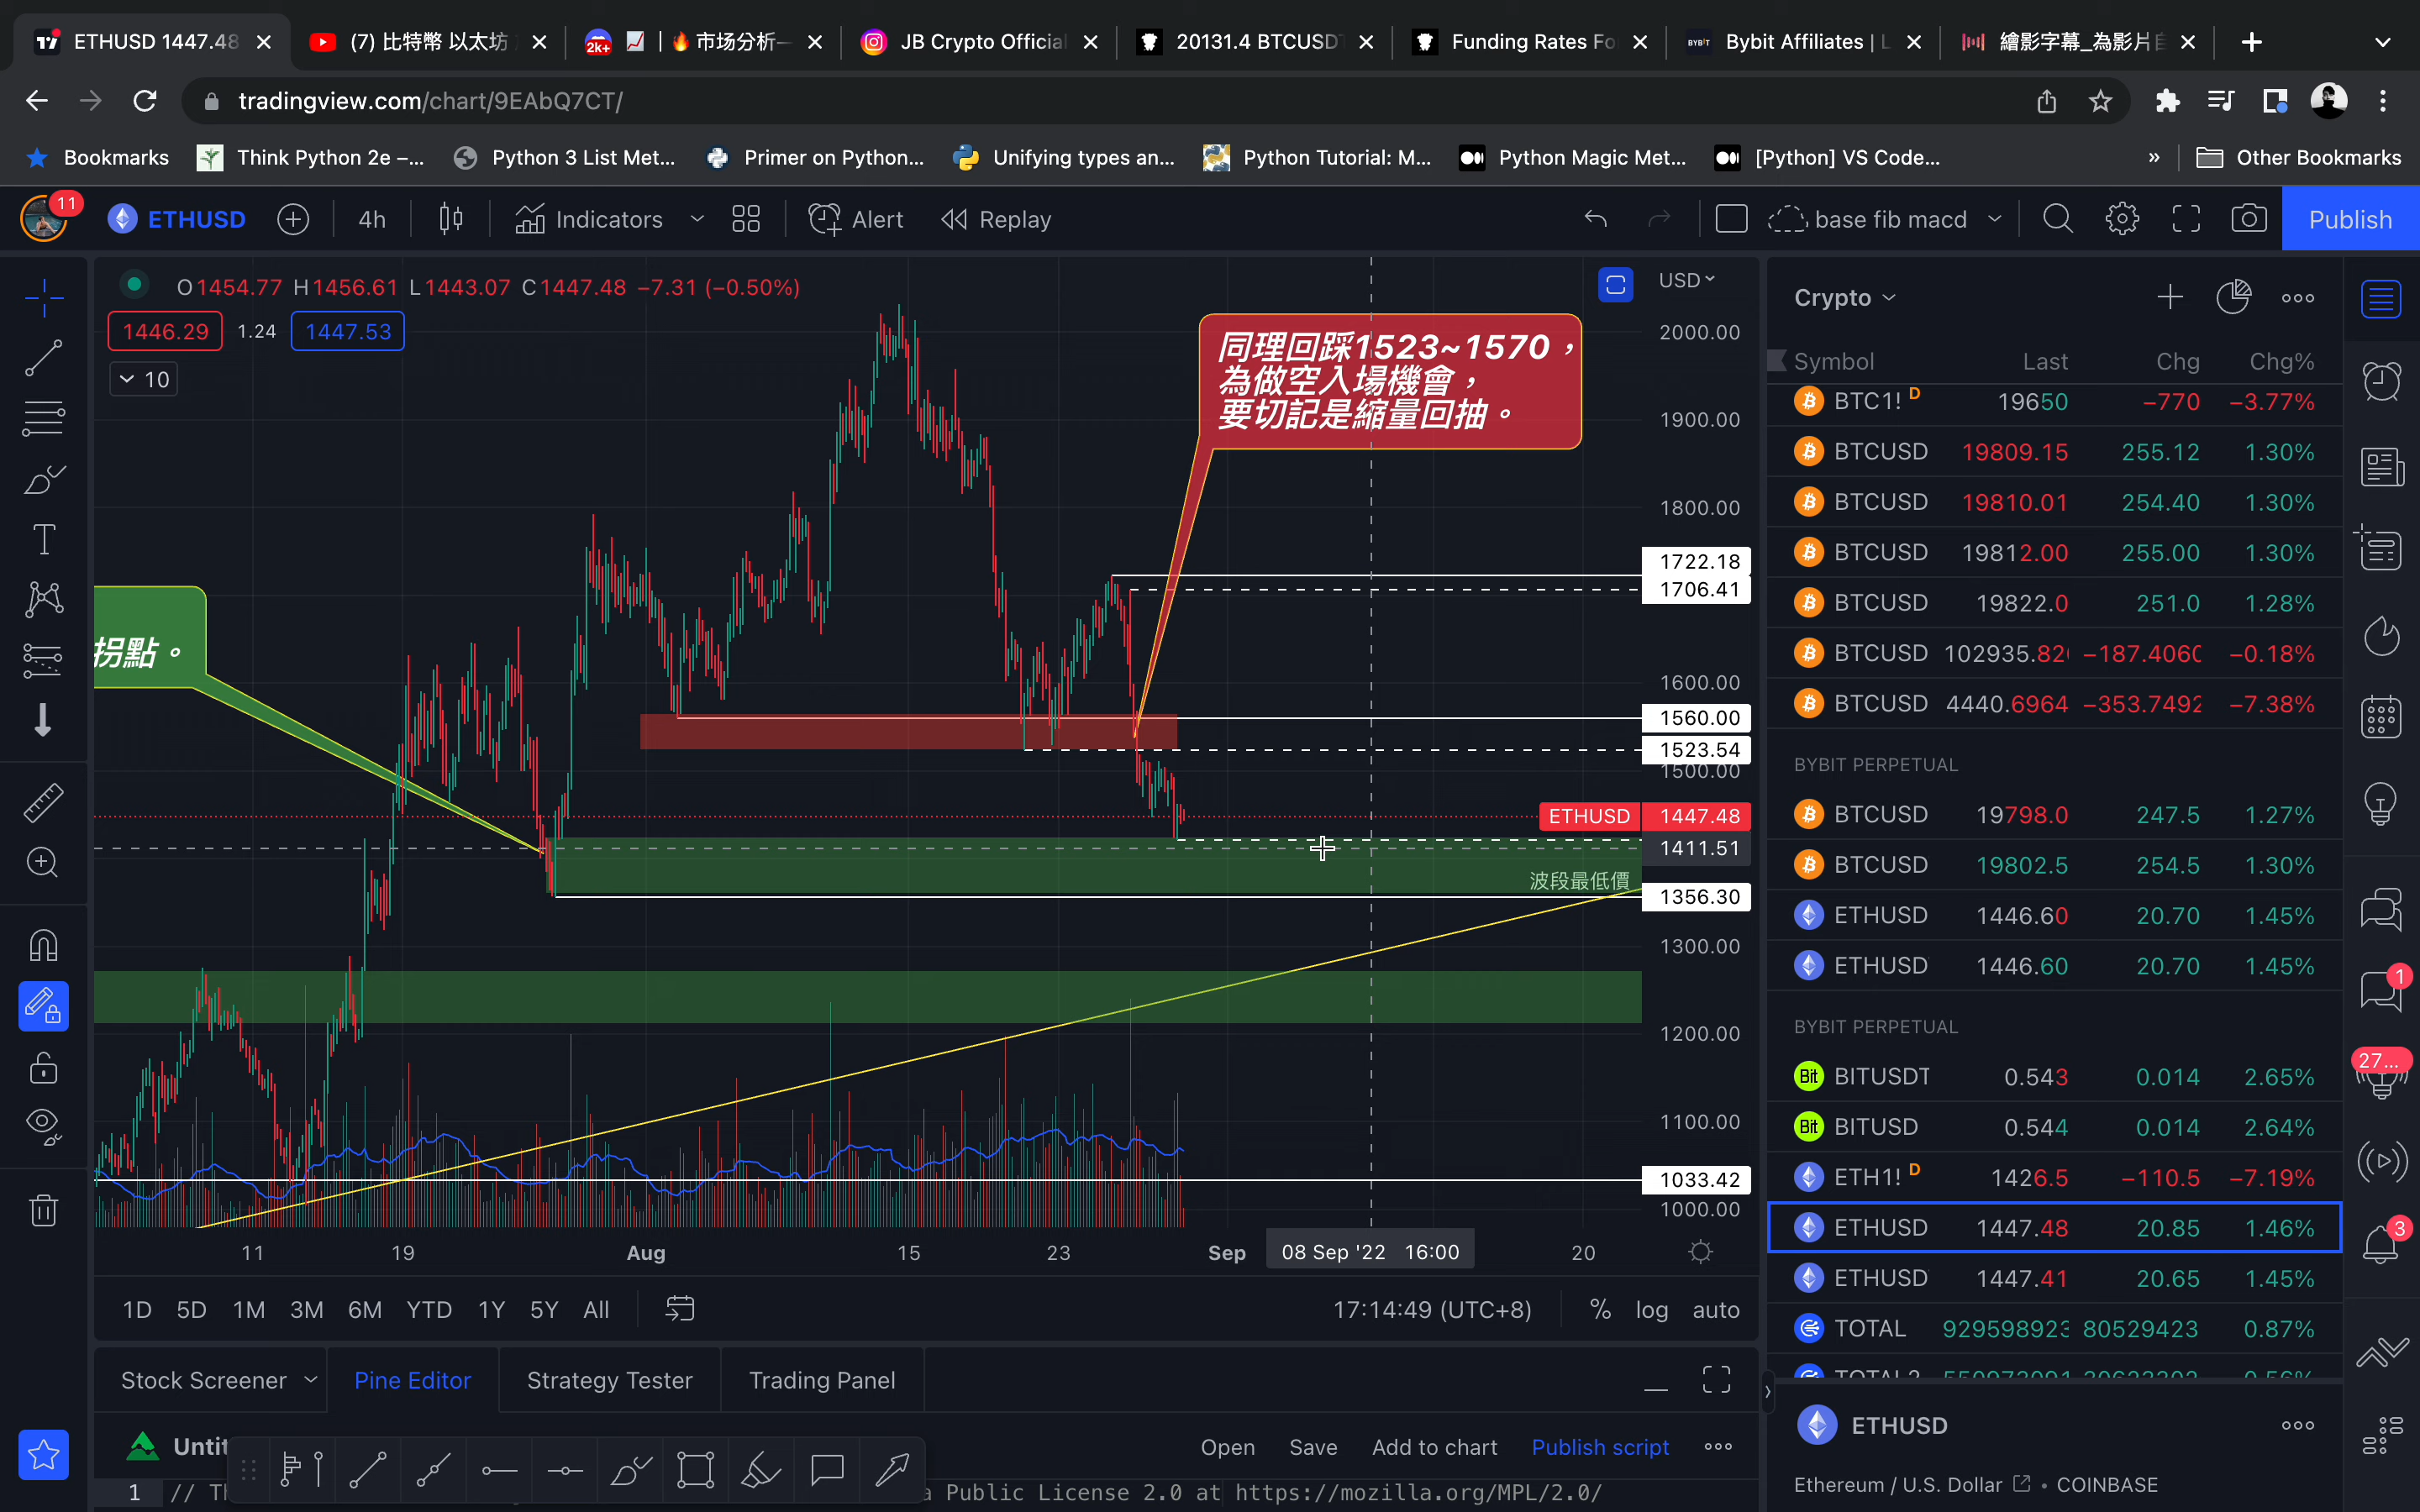 ETHUSD 1447.48
(7) 比特幣 以太坊
2k+
| 🔥 市场分析一
JB Crypto Official
20131.4 BTCUSDT
Funding Rates Fo
Bybit Affiliates | L
繪影字幕_為影片自
tradingview.com/chart/9EAbQ7CT/
Bookmarks
Think Python 2e –...
Python 3 List Met...
Primer on Python...
Unifying types an...
Python Tutorial: M...
Python Magic Met...
[Python] VS Code...
»
Other Bookmarks
11
ETHUSD
4h
Indicators
Alert
Replay
base fib macd
Publish
O1454.77 H1456.61 L1443.07 C1447.48 −7.31 (−0.50%)
1446.29
1.24
1447.53
10
USD
同理回踩1523~1570，
為做空入場機會，
要切記是縮量回抽。
拐點。
2000.00
1900.00
1800.00
1722.18
1706.41
1600.00
1560.00
1523.54
1500.00
ETHUSD 1447.48
1411.51
波段最低價
1356.30
1300.00
1200.00
1100.00
1033.42
1000.00
11
19
Aug
15
23
Sep
08 Sep '22 16:00
20
1D 5D 1M 3M 6M YTD 1Y 5Y All
17:14:49 (UTC+8)
% log auto
Stock Screener
Pine Editor
Strategy Tester
Trading Panel
Open
Save
Add to chart
Publish script
1 // Th
Public License 2.0 at https://mozilla.org/MPL/2.0/
Crypto
Symbol Last Chg Chg%
BTC1! D 19650 −770 −3.77%
BTCUSD 19809.15 255.12 1.30%
BTCUSD 19810.01 254.40 1.30%
BTCUSD 19812.00 255.00 1.30%
BTCUSD 19822.0 251.0 1.28%
BTCUSD 102935.82 −187.4060 −0.18%
BTCUSD 4440.6964 −353.7492 −7.38%
BYBIT PERPETUAL
BTCUSD 19798.0 247.5 1.27%
BTCUSD 19802.5 254.5 1.30%
ETHUSD 1446.60 20.70 1.45%
ETHUSD 1446.60 20.70 1.45%
BYBIT PERPETUAL
BITUSDT 0.543 0.014 2.65%
BITUSD 0.544 0.014 2.64%
ETH1! D 1426.5 −110.5 −7.19%
ETHUSD 1447.48 20.85 1.46%
ETHUSD 1447.41 20.65 1.45%
TOTAL 929598923 80529423 0.87%
ETHUSD
Ethereum / U.S. Dollar • COINBASE
1
27...
3